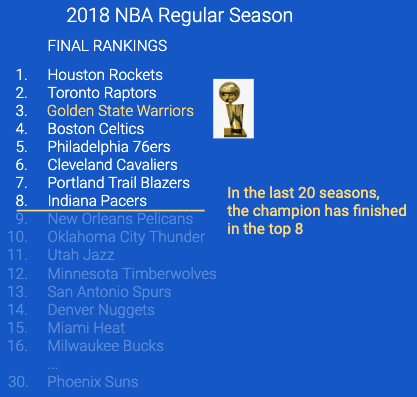 2018 NBA Regular Season
FINAL RANKINGS
1. Houston Rockets
2. Toronto Raptors
3. Golden State Warriors
4. Boston Celtics
5. Philadelphia 76ers
6. Cleveland Cavaliers
7. Portland Trail Blazers
8. Indiana Pacers
In the last 20 seasons,
the champion has finished
in the top 8
9. New Orleans Pelicans
10. Oklahoma City Thunder
11. Utah Jazz
12. Minnesota Timberwolves
13. San Antonio Spurs
14. Denver Nuggets
15. Miami Heat
16. Milwaukee Bucks
...
30. Phoenix Suns